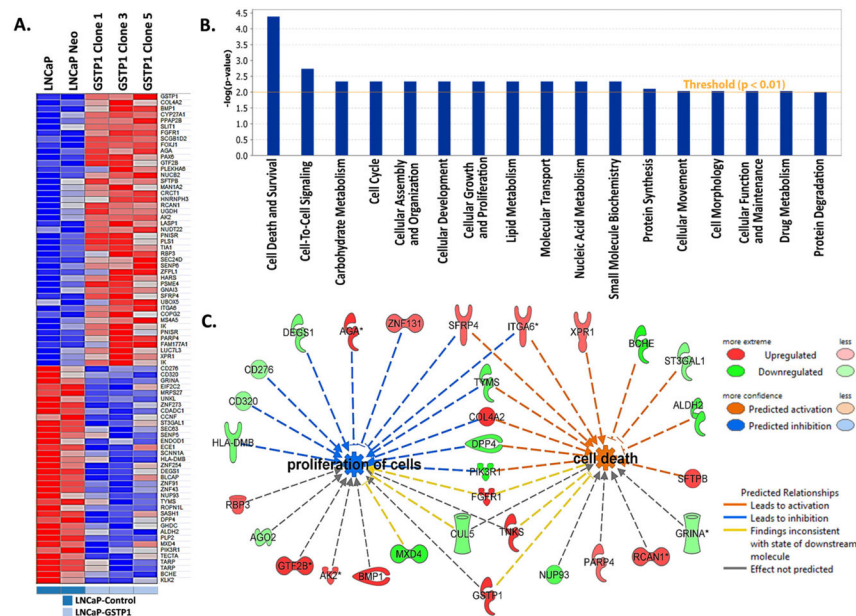 A.
LNCaP
LNCaP Neo
GSTP1 Clone 1
GSTP1 Clone 3
GSTP1 Clone 5
GSTP1
COL4A2
BMP1
CYP27A1
PPAP2B
SLIT1
FGFR1
SCGB1D2
FOXJ1
AGA
PAX6
GTF2B
PLEKHA6
NUCB2
SFTPB
MAN1A2
CRCT1
HNRNPH3
RCAN1
UGDH
AK2
LASP1
NUDT22
PNISR
PLS1
TIA1
RBP3
SEC24D
SENP6
ZFPL1
HARS
PSME4
GNAI3
SFRP4
UBOX5
ITGA6
COPG2
MS4A5
IK
PNISR
PARP4
FAM177A1
LUC7L3
XPR1
IK
CD276
CD320
GRINA
EIF2C2
MRPS27
UNKL
ZNF273
CDADC1
CCNF
ST3GAL1
SEC63
SENP5
ENDOD1
ECE1
SCNN1A
HLA-DMB
ZNF254
DEGS1
BLCAP
ZNF91
ZNF43
NUP93
TYMS
ROPN1L
SASH1
DPP4
GHDC
ALDH2
PLP2
MXD4
PIK3R1
TECTA
TARP
TARP
BCHE
KLK2
LNCaP-Control
LNCaP-GSTP1
B.
-log(p-value)
4.5
4.0
3.5
3.0
2.5
2.0
1.5
1.0
0.5
0.0
Threshold (p < 0.01)
Cell Death and Survival
Cell-To-Cell Signaling
Carbohydrate Metabolism
Cell Cycle
Cellular Assembly
and Organization
Cellular Development
Cellular Growth
and Proliferation
Lipid Metabolism
Molecular Transport
Nucleic Acid Metabolism
Small Molecule Biochemistry
Protein Synthesis
Cellular Movement
Cell Morphology
Cellular Function
and Maintenance
Drug Metabolism
Protein Degradation
C.
DEGS1
AGA*
ZNF131
SFRP4
ITGA6*
XPR1
BCHE
ST3GAL1
CD276
TYMS
CD320
COL4A2
ALDH2
HLA-DMB
DPP4
proliferation of cells
cell death
PIK3R1
SFTPB
RBP3
FGFR1
AGO2
CUL5
TNKS
GRINA*
GTF2B*
AK2*
BMP1
MXD4
GSTP1
NUP93
PARP4
RCAN1*
more extreme
less
Upregulated
Downregulated
more confidence
less
Predicted activation
Predicted inhibition
Predicted Relationships
Leads to activation
Leads to inhibition
Findings inconsistent
with state of downstream
molecule
Effect not predicted